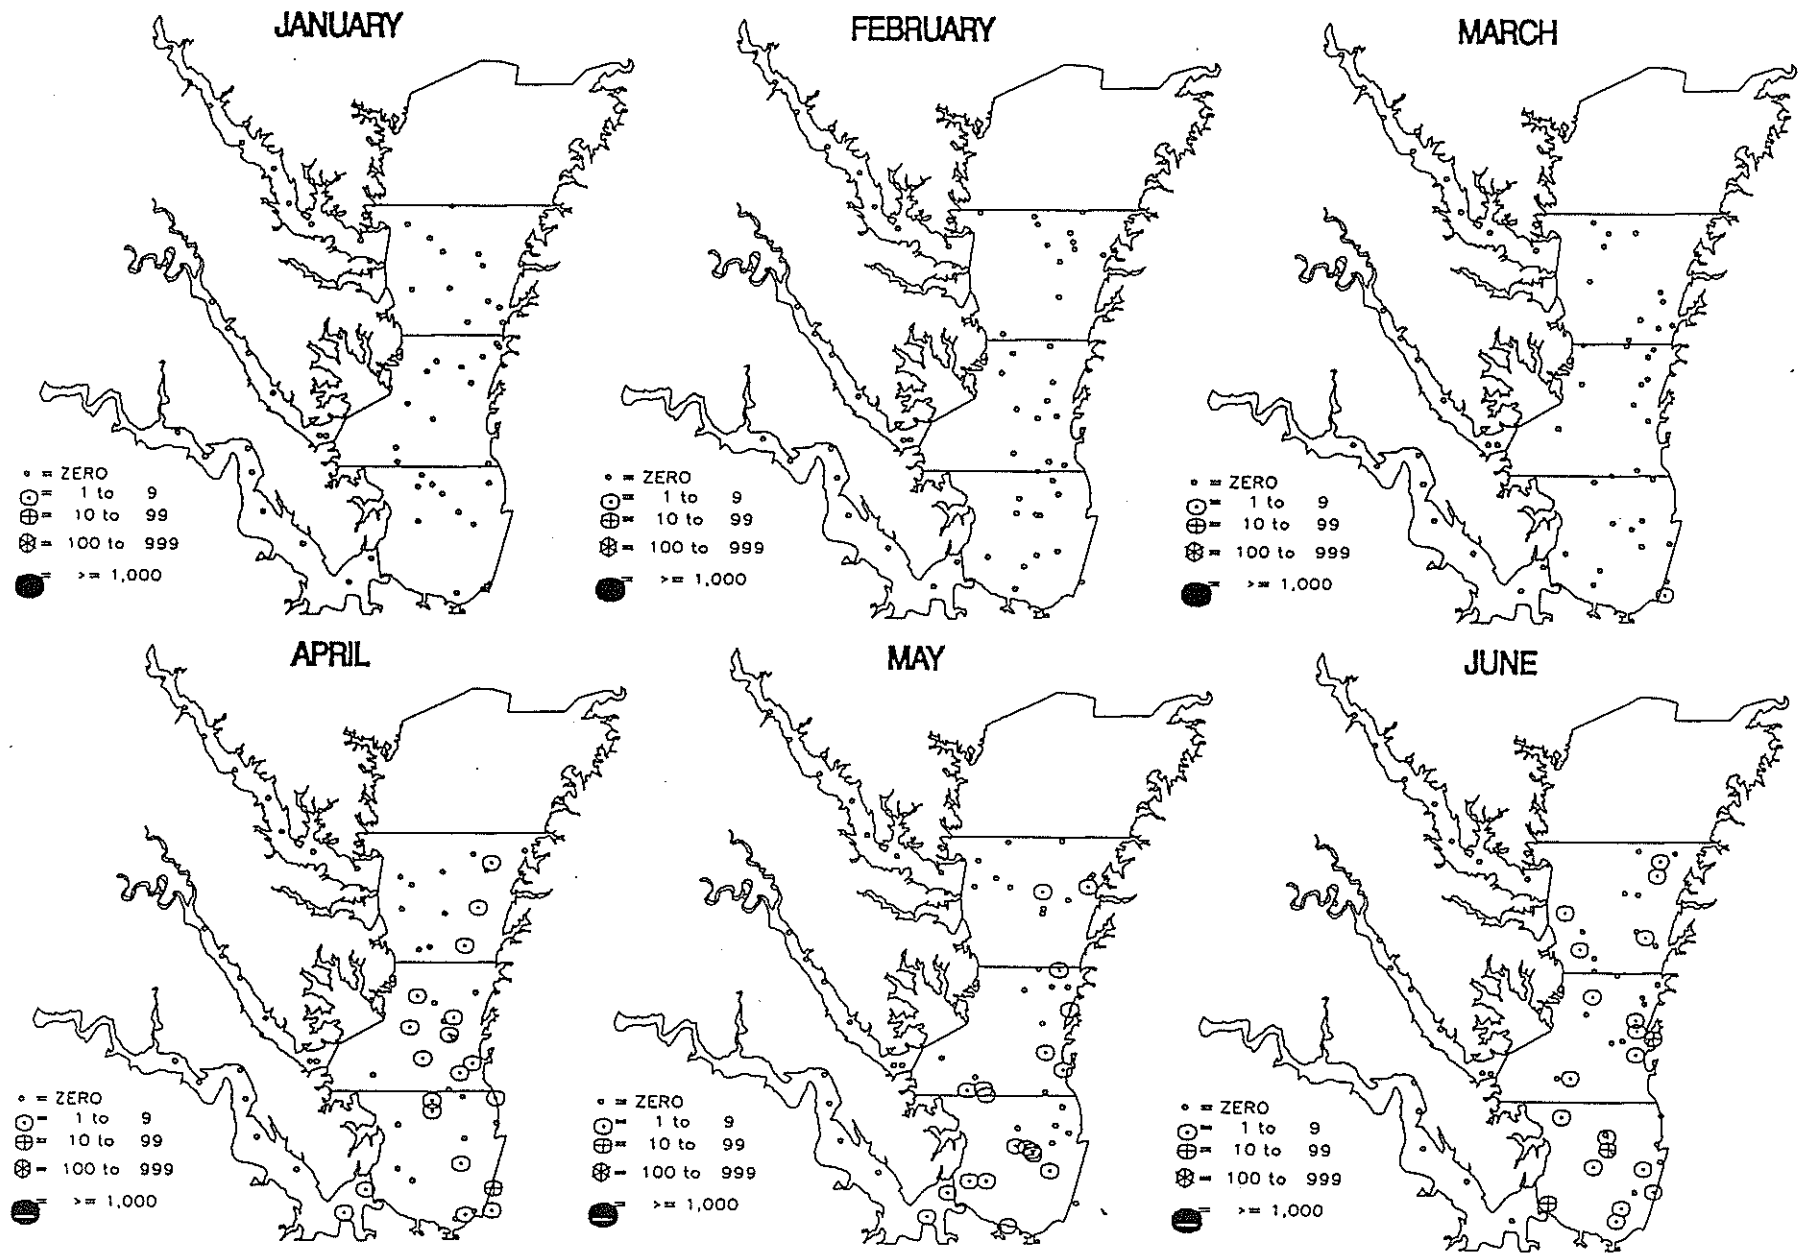 JANUARY
∘ = ZERO
⊙ = 1 to 9
⊕ = 10 to 99
= 100 to 999
= >= 1,000
FEBRUARY
∘ = ZERO
⊙ = 1 to 9
⊕ = 10 to 99
= 100 to 999
= >= 1,000
MARCH
∘ = ZERO
⊙ = 1 to 9
⊕ = 10 to 99
= 100 to 999
= >= 1,000
APRIL
∘ = ZERO
⊙ = 1 to 9
⊕ = 10 to 99
= 100 to 999
= >= 1,000
MAY
∘ = ZERO
⊙ = 1 to 9
⊕ = 10 to 99
= 100 to 999
= >= 1,000
JUNE
∘ = ZERO
⊙ = 1 to 9
⊕ = 10 to 99
= 100 to 999
= >= 1,000